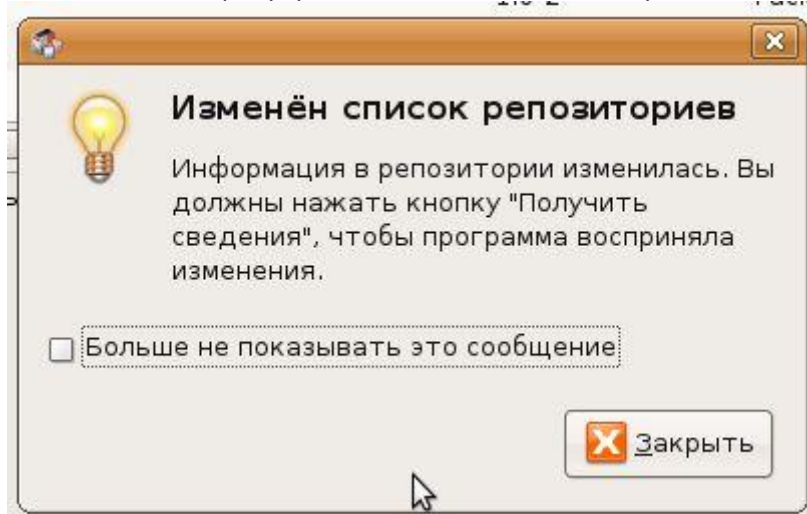 Изменён список репозиториев
Информация в репозитории изменилась. Вы
должны нажать кнопку "Получить
сведения", чтобы программа восприняла
изменения.
Больше не показывать это сообщение
Закрыть